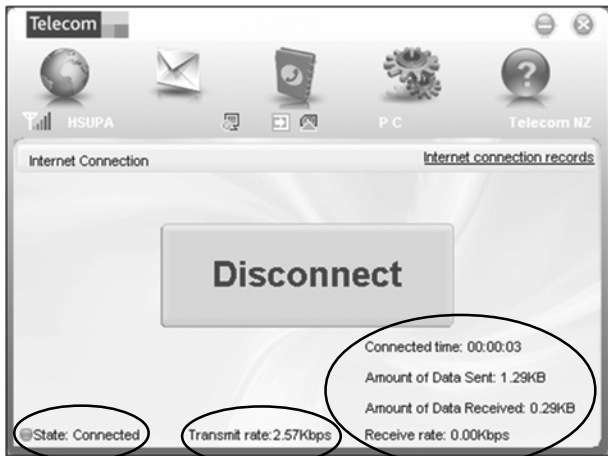 Telecom
HSUPA P C Telecom NZ
Internet Connection Internet connection records
Disconnect
Connected time: 00:00:03
Amount of Data Sent: 1.29KB
Amount of Data Received: 0.29KB
State: Connected Transmit rate:2.57Kbps Receive rate: 0.00Kbps